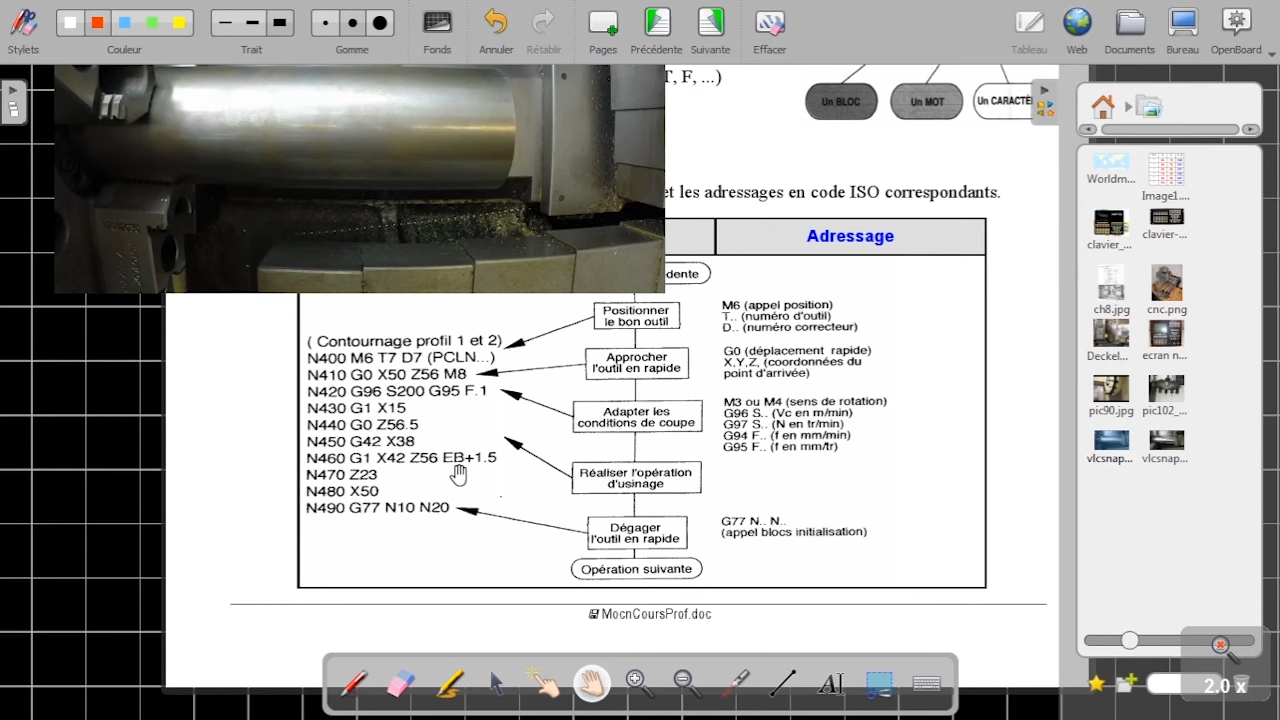 Stylets
Couleur
Trait
Gomme
Fonds
Annuler
Rétablir
Pages
Précédente
Suivante
Effacer
Tableau
Web
Documents
Bureau
OpenBoard
T, F, ...)
Un BLOC
Un MOT
Un CARACTÈ
et les adressages en code ISO correspondants.
Adressage
dente
Positionner
le bon outil
M6 (appel position)
T.. (numéro d'outil)
D.. (numéro correcteur)
Approcher
l'outil en rapide
G0 (déplacement rapide)
X,Y,Z, (coordonnées du
point d'arrivée)
Adapter les
conditions de coupe
M3 ou M4 (sens de rotation)
G96 S.. (Vc en m/min)
G97 S.. (N en tr/min)
G94 F.. (f en mm/min)
G95 F.. (f en mm/tr)
Réaliser l'opération
d'usinage
Dégager
l'outil en rapide
G77 N.. N..
(appel blocs initialisation)
Opération suivante
( Contournage profil 1 et 2)
N400 M6 T7 D7 (PCLN...)
N410 G0 X50 Z56 M8
N420 G96 S200 G95 F.1
N430 G1 X15
N440 G0 Z56.5
N450 G42 X38
N460 G1 X42 Z56 EB+1.5
N470 Z23
N480 X50
N490 G77 N10 N20
MocnCoursProf.doc
Worldm...
Image1....
clavier_...
clavier-...
ch8.jpg
cnc.png
Deckel...
ecran n...
pic90.jpg
pic102_...
vlcsnap...
vlcsnap...
2.0 x